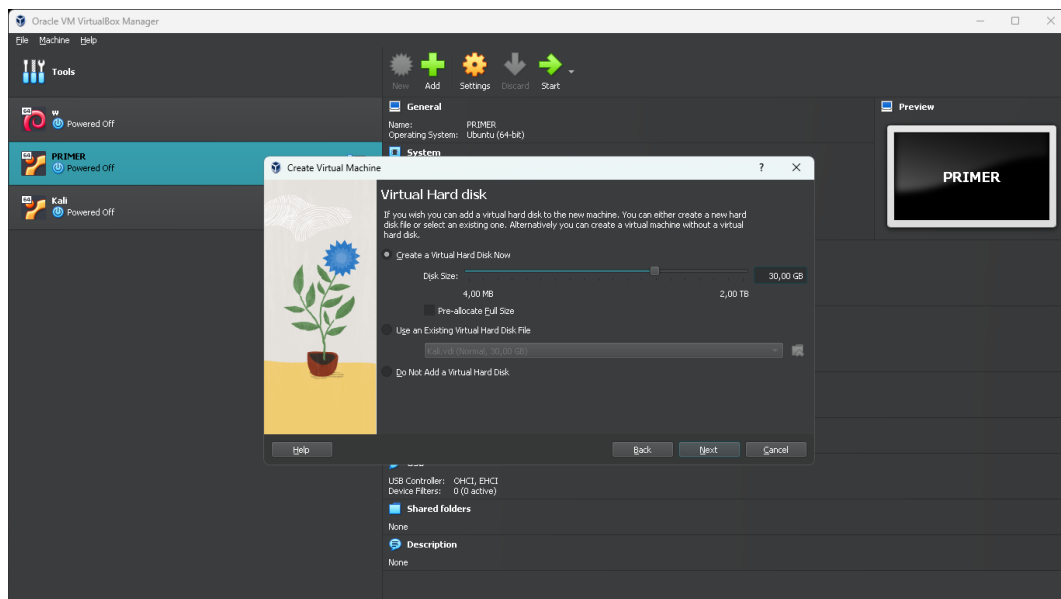 Oracle VM VirtualBox Manager
File Machine Help
Tools
New Add Settings Discard Start
64 w
Powered Off
64 PRIMER
Powered Off
64 Kali
Powered Off
General
Name: PRIMER
Operating System: Ubuntu (64-bit)
System
Preview
PRIMER
Create Virtual Machine ?
Virtual Hard disk
If you wish you can add a virtual hard disk to the new machine. You can either create a new hard
disk file or select an existing one. Alternatively you can create a virtual machine without a virtual
hard disk.
Create a Virtual Hard Disk Now
Disk Size: 30,00 GB
4,00 MB 2,00 TB
Pre-allocate Full Size
Use an Existing Virtual Hard Disk File
Kali.vdi (Normal, 30,00 GB)
Do Not Add a Virtual Hard Disk
Help Back Next Cancel
USB Controller: OHCI, EHCI
Device Filters: 0 (0 active)
Shared folders
None
Description
None